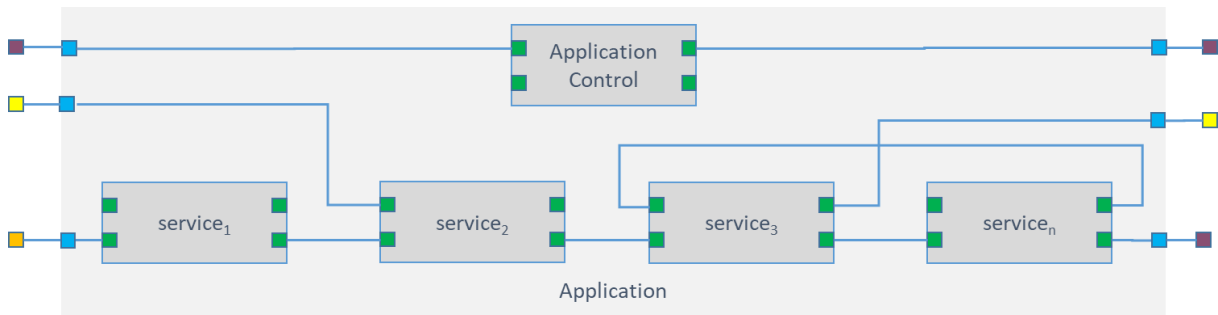 Application
Control
service₁
service₂
service₃
serviceₙ
Application